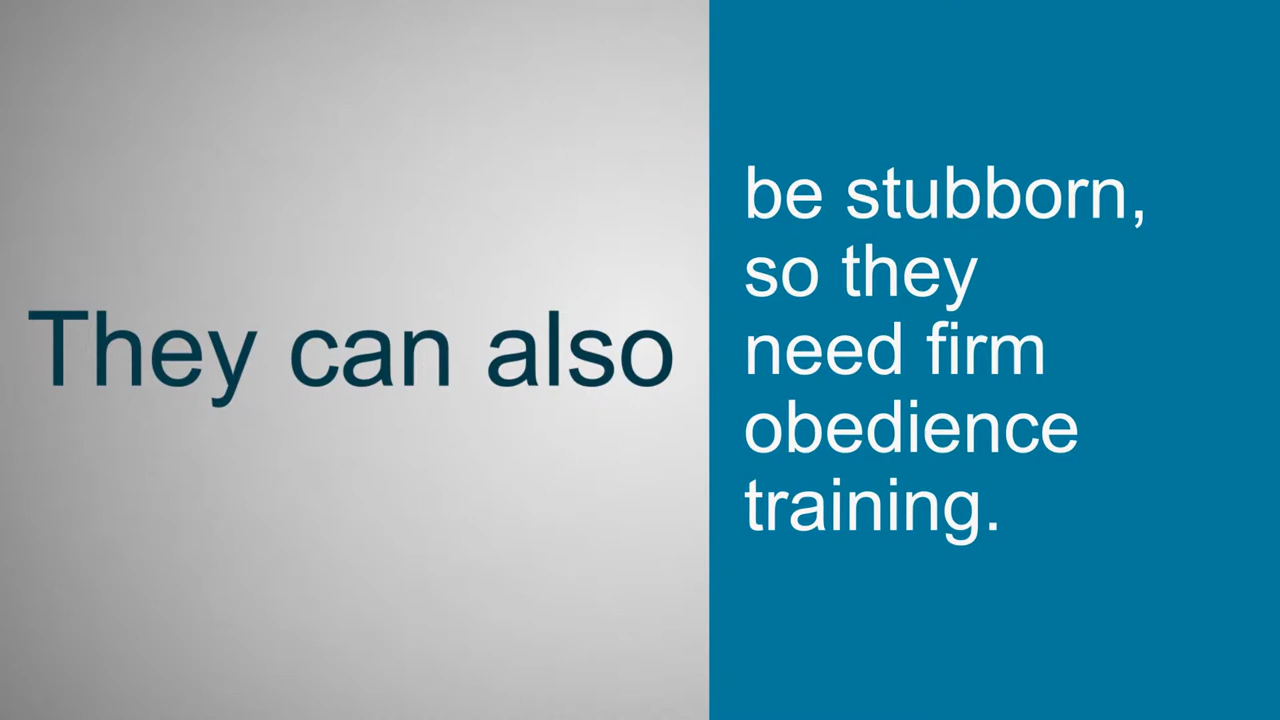 They can also
be stubborn,
so they
need firm
obedience
training.